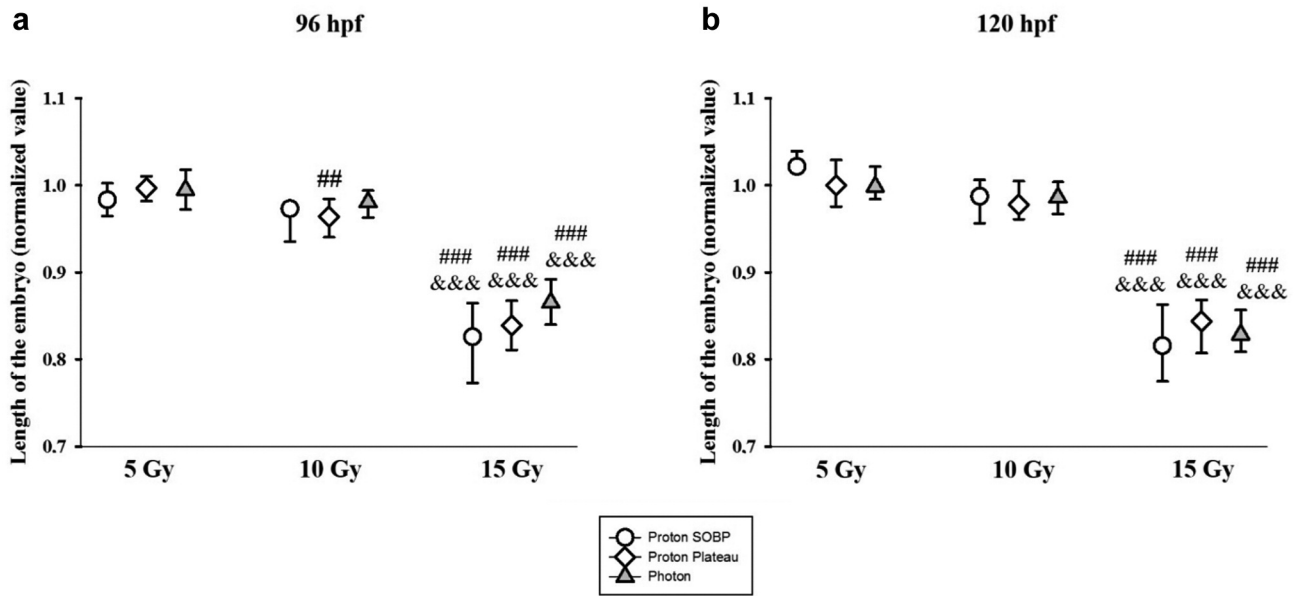 a
96 hpf
Length of the embryo (normalized value)
1.1
1.0
0.9
0.8
0.7
##
###
&&&
###
&&&
###
&&&
5 Gy
10 Gy
15 Gy
b
120 hpf
Length of the embryo (normalized value)
1.1
1.0
0.9
0.8
0.7
###
&&&
###
&&&
###
&&&
5 Gy
10 Gy
15 Gy
Proton SOBP
Proton Plateau
Photon